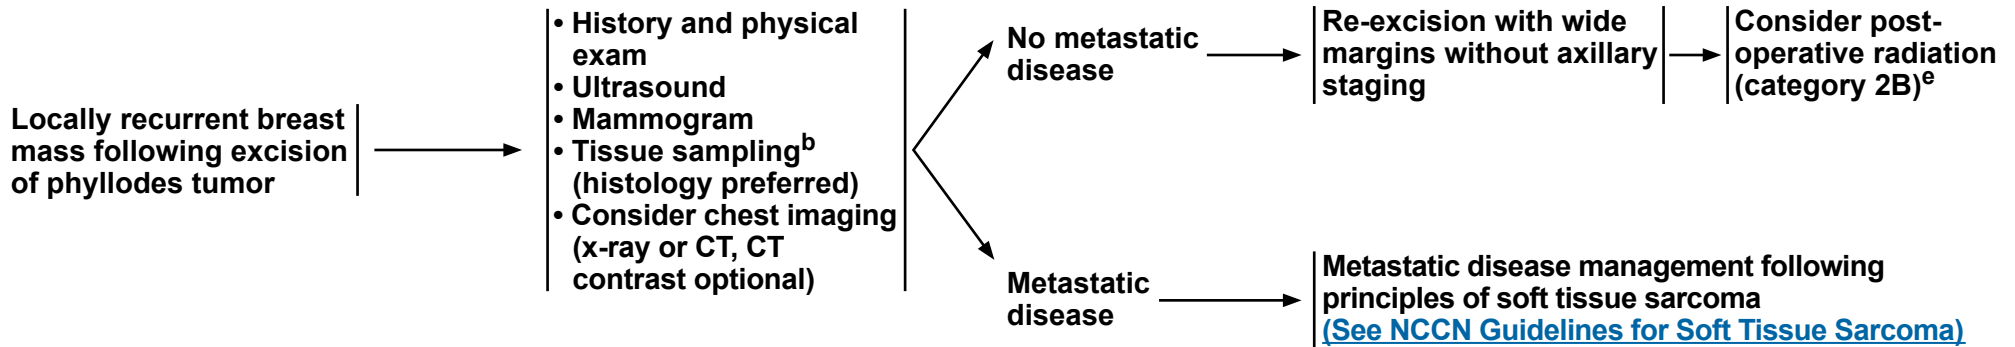 Locally recurrent breast
mass following excision
of phyllodes tumor
• History and physical
exam
• Ultrasound
• Mammogram
• Tissue samplingb
(histology preferred)
• Consider chest imaging
(x-ray or CT, CT
contrast optional)
No metastatic
disease
Re-excision with wide
margins without axillary
staging
Consider post-
operative radiation
(category 2B)e
Metastatic
disease
Metastatic disease management following
principles of soft tissue sarcoma
(See NCCN Guidelines for Soft Tissue Sarcoma)